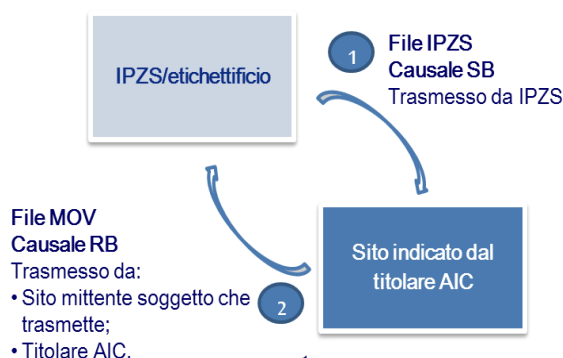 IPZS/etichettificio
1
File IPZS
Causale SB
Trasmesso da IPZS
File MOV
Causale RB
Trasmesso da:
• Sito mittente soggetto che
trasmette;
• Titolare AIC.
2
Sito indicato dal
titolare AIC